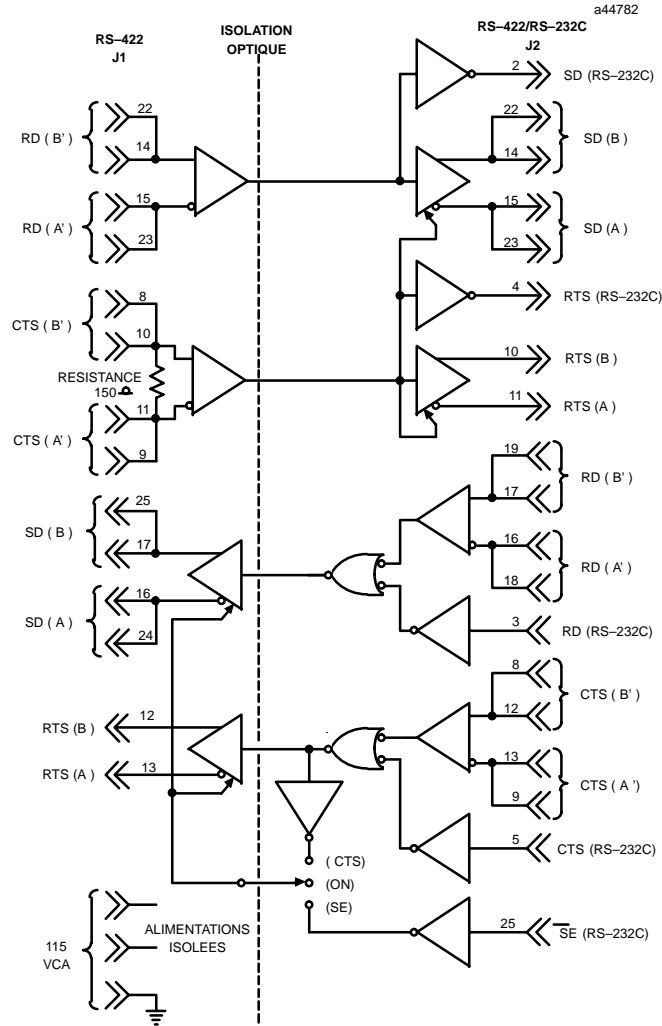 a44782
RS–422
J1
ISOLATION
OPTIQUE
RS–422/RS–232C
J2
2 SD (RS–232C)
22
RD ( B' )
14
22
SD (B)
14
15
RD ( A' )
23
15
SD (A)
23
4 RTS (RS–232C)
8
CTS ( B' )
10
10 RTS (B)
RESISTANCE
150
11 RTS (A)
11
CTS ( A' )
9
19
RD ( B' )
17
25
SD ( B )
17
16
RD ( A' )
18
16
SD ( A )
24
3 RD (RS–232C)
8
CTS ( B' )
12
RTS (B ) 12
RTS (A ) 13
13
CTS ( A ' )
9
5 CTS (RS–232C)
( CTS)
(ON)
(SE)
25 SE (RS–232C)
ALIMENTATIONS
ISOLEES
115
VCA